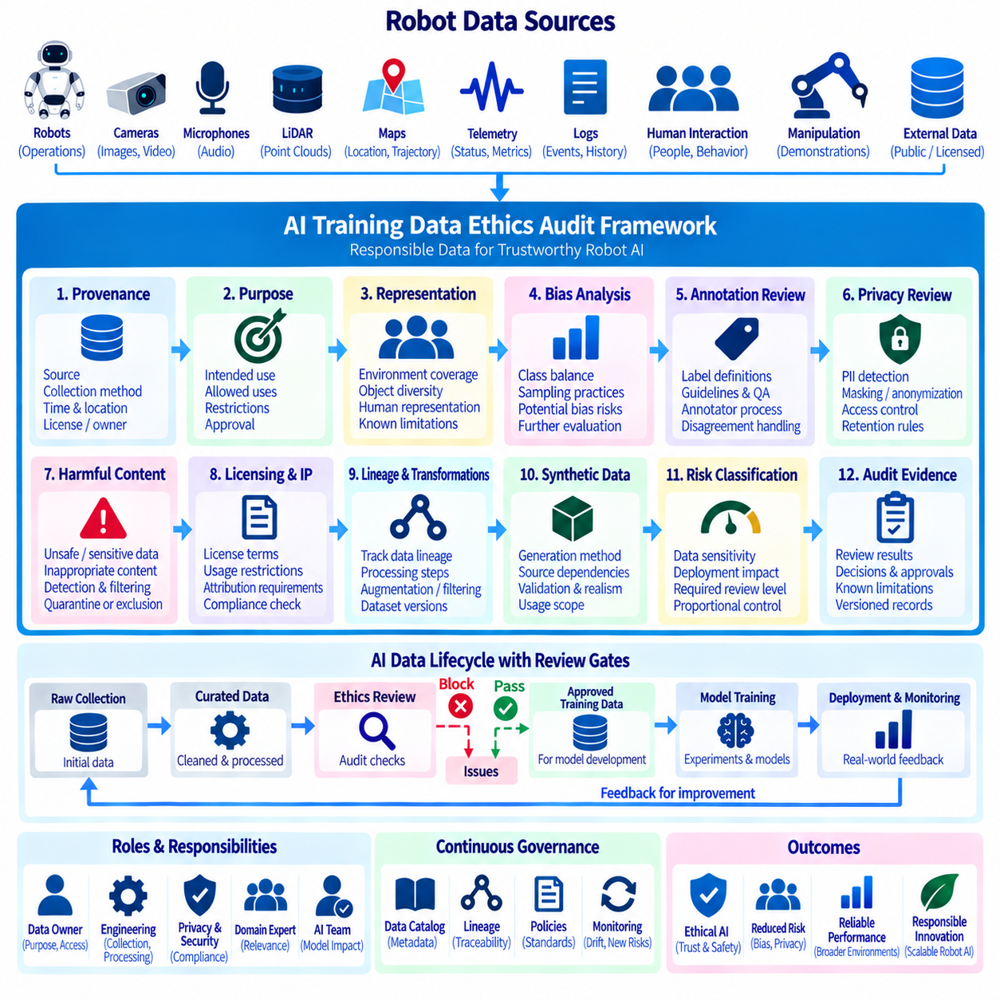 Robot Data Sources
Robots
(Operations)
Cameras
(Images, Video)
Microphones
(Audio)
LiDAR
(Point Clouds)
Maps
(Location, Trajectory)
Telemetry
(Status, Metrics)
Logs
(Events, History)
Human Interaction
(People, Behavior)
Manipulation
(Demonstrations)
External Data
(Public / Licensed)
AI Training Data Ethics Audit Framework
Responsible Data for Trustworthy Robot AI
1. Provenance
Source
Collection method
Time & location
License / owner
2. Purpose
Intended use
Allowed uses
Restrictions
Approval
3. Representation
Environment coverage
Object diversity
Human representation
Known limitations
4. Bias Analysis
Class balance
Sampling practices
Potential bias risks
Further evaluation
5. Annotation Review
Label definitions
Guidelines & QA
Annotator process
Disagreement handling
6. Privacy Review
PII detection
Masking / anonymization
Access control
Retention rules
7. Harmful Content
Unsafe / sensitive data
Inappropriate content
Detection & filtering
Quarantine or exclusion
8. Licensing & IP
License terms
Usage restrictions
Attribution requirements
Compliance check
9. Lineage & Transformations
Track data lineage
Processing steps
Augmentation / filtering
Dataset versions
10. Synthetic Data
Generation method
Source dependencies
Validation & realism
Usage scope
11. Risk Classification
Data sensitivity
Deployment impact
Required review level
Proportional control
12. Audit Evidence
Review results
Decisions & approvals
Known limitations
Versioned records
AI Data Lifecycle with Review Gates
Raw Collection
Initial data
Curated Data
Cleaned & processed
Ethics Review
Audit checks
Block
Pass
Issues
Approved
Training Data
For model development
Model Training
Experiments & models
Deployment & Monitoring
Real-world feedback
Feedback for improvement
Roles & Responsibilities
Data Owner
(Purpose, Access)
Engineering
(Collection,
Processing)
Privacy &
Security
(Compliance)
Domain Expert
(Relevance)
AI Team
(Model Impact)
Continuous Governance
Data Catalog
(Metadata)
Lineage
(Traceability)
Policies
(Standards)
Monitoring
(Drift, New Risks)
Outcomes
Ethical AI
(Trust & Safety)
Reduced Risk
(Bias, Privacy)
Reliable
Performance
(Broader Environments)
Responsible
Innovation
(Scalable Robot AI)